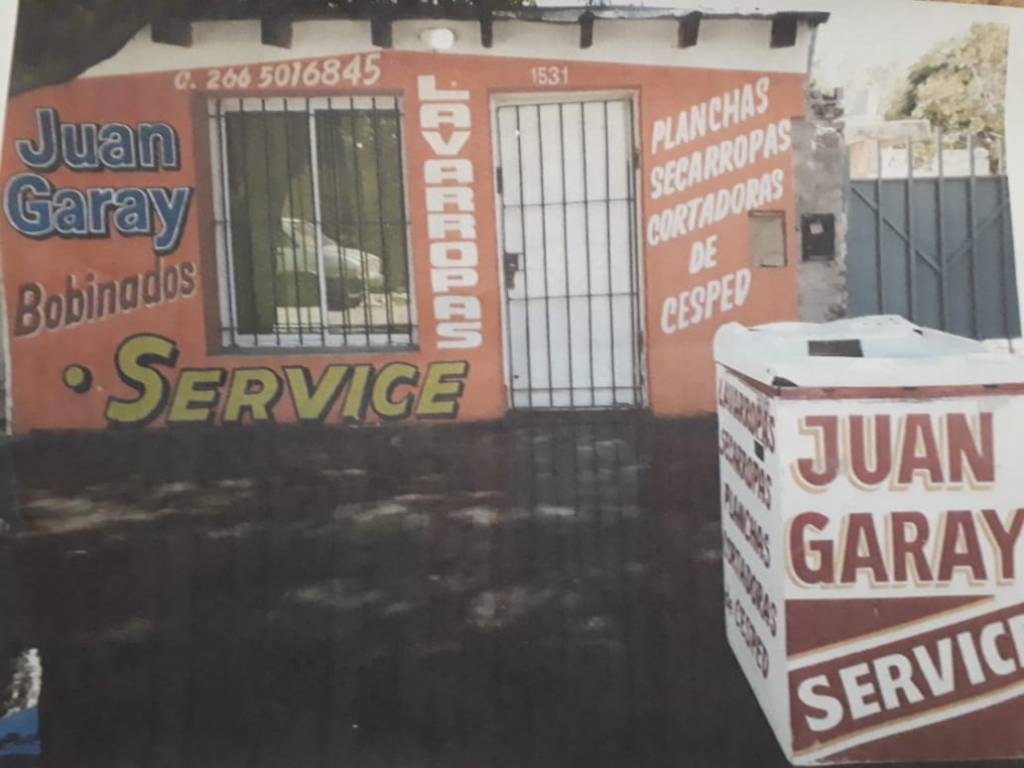 C. 266 5016845
1531
Juan
Garay
Bobinados
SERVICE
LAVARROPAS
PLANCHAS
SECARROPAS
CORTADORAS
DE
CESPED
LAVARROPAS
SECARROPAS
PLANCHAS
CORTADORAS
de CESPED
JUAN
GARAY
SERVICE